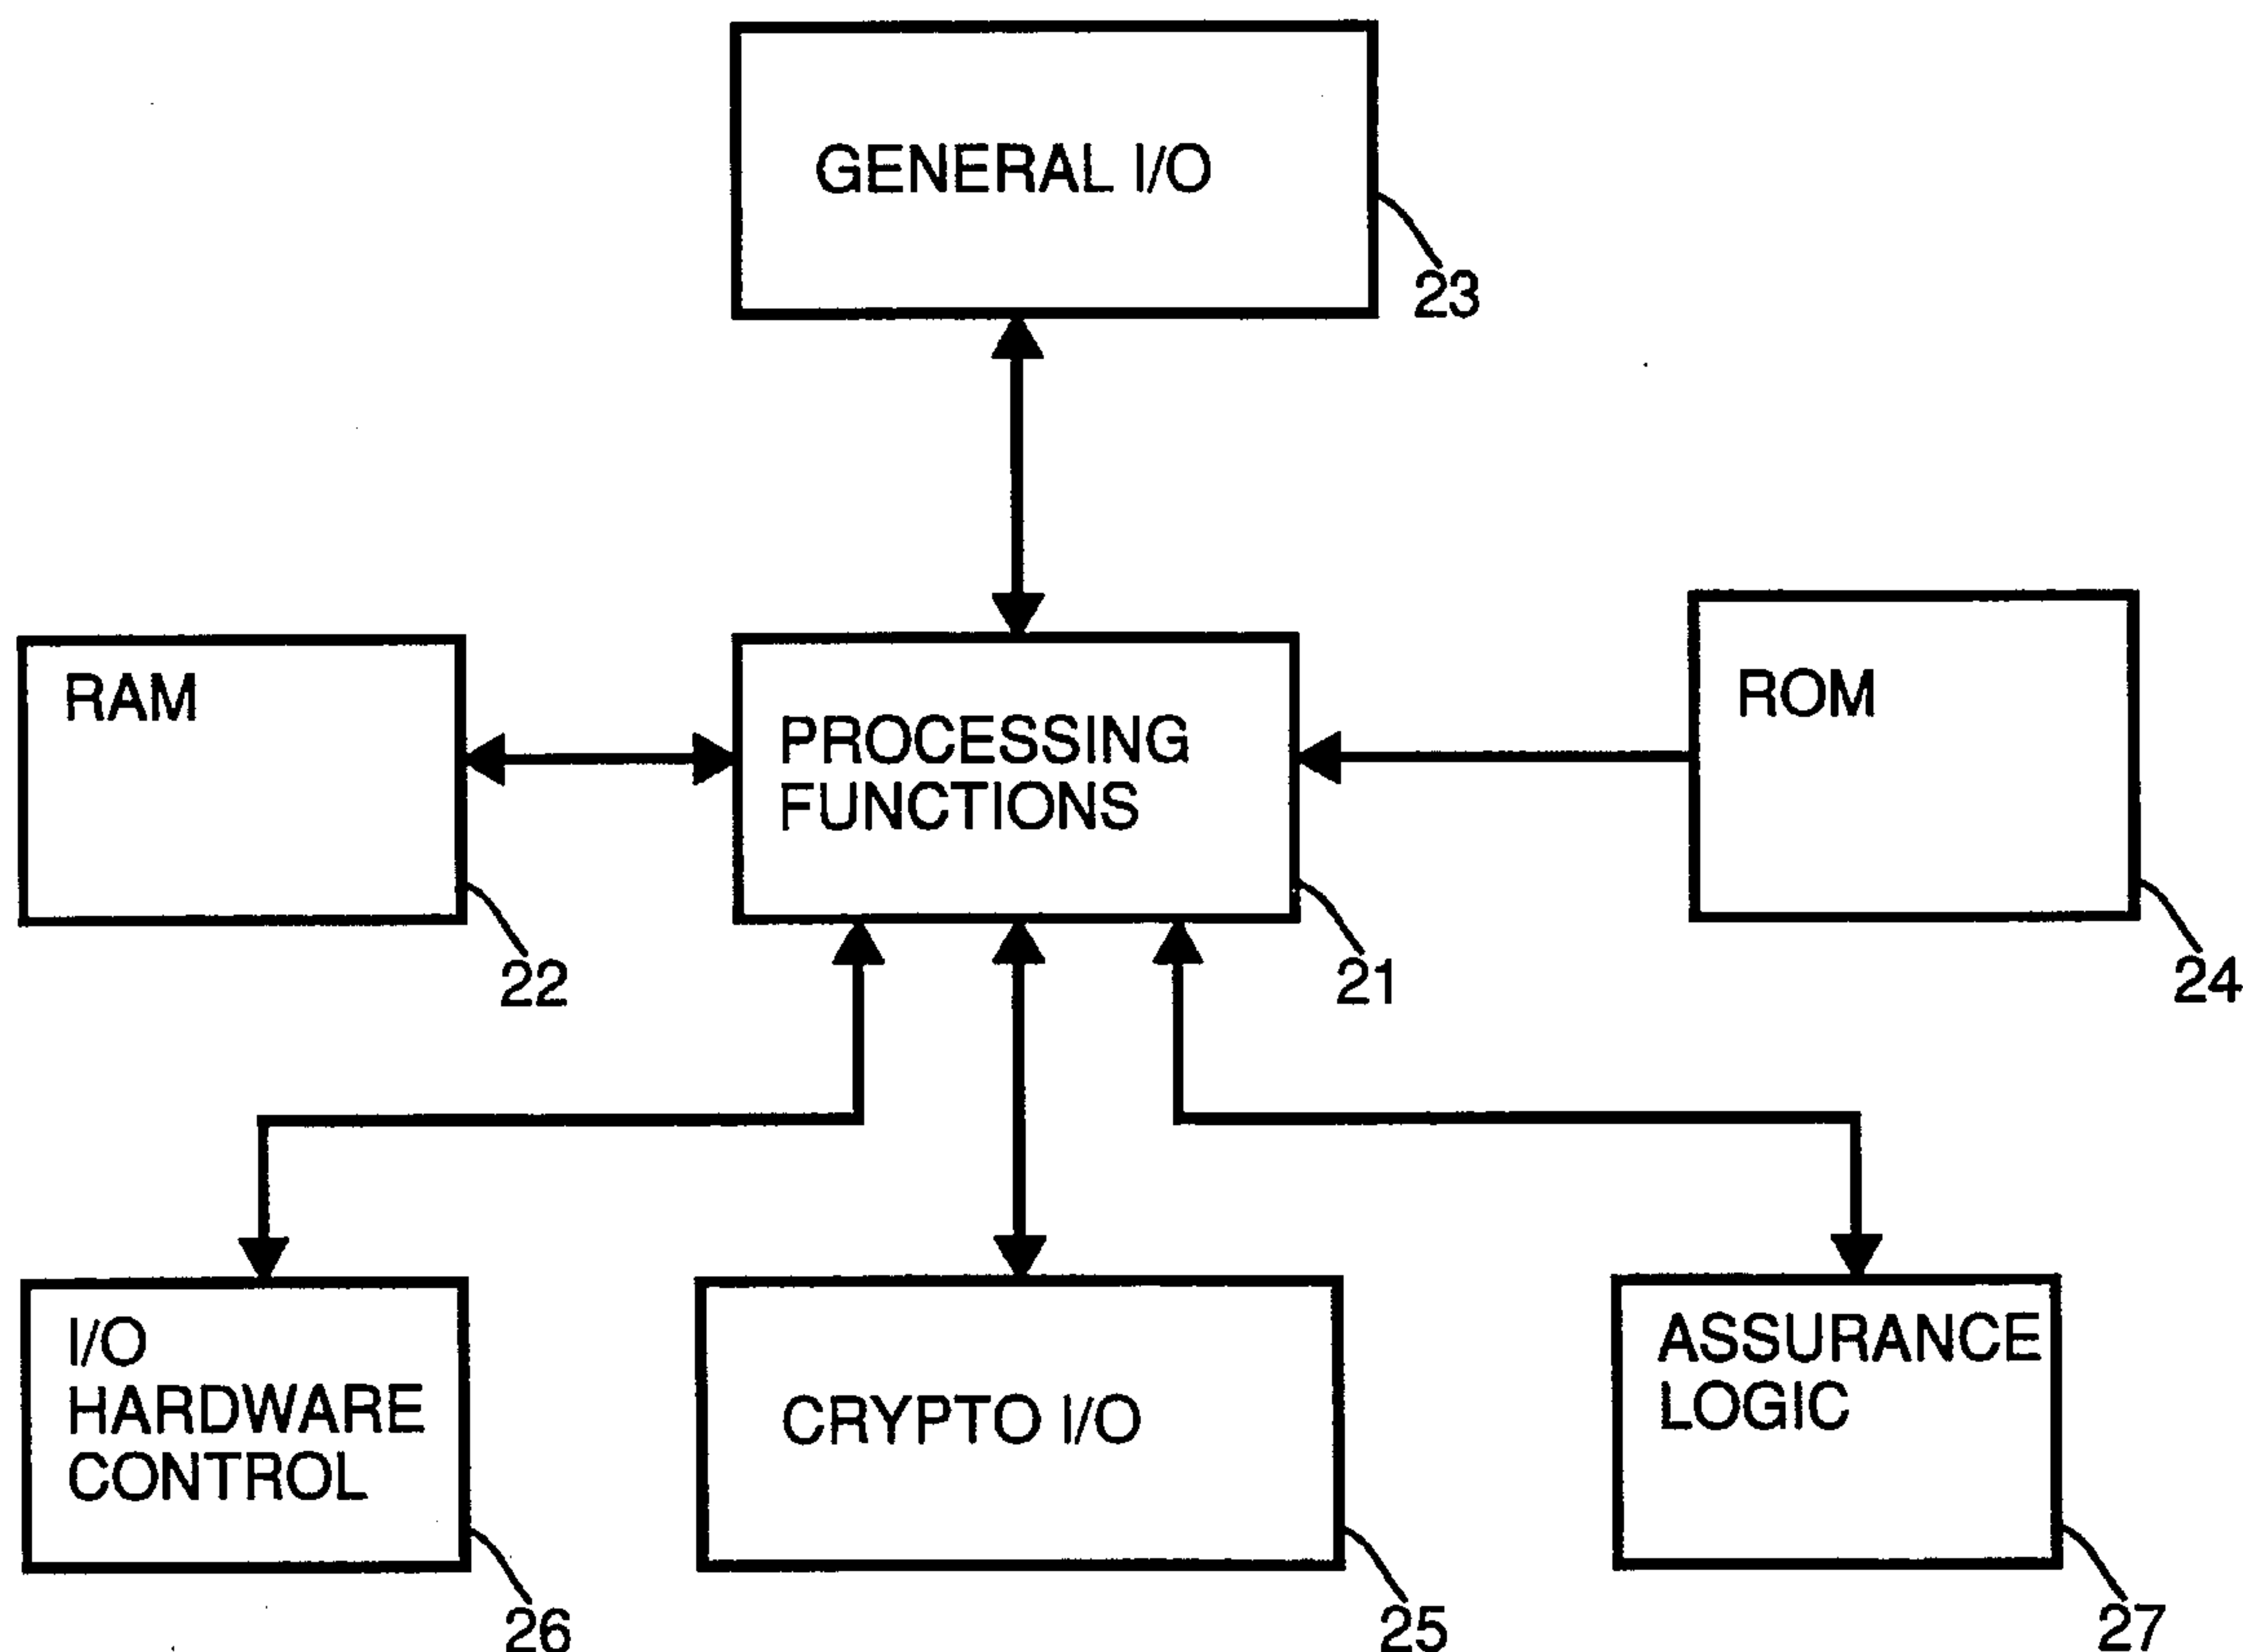 GENERAL I/O
23
RAM
PROCESSING
FUNCTIONS
ROM
22
21
24
I/O
HARDWARE
CONTROL
CRYPTO I/O
ASSURANCE
LOGIC
26
25
27